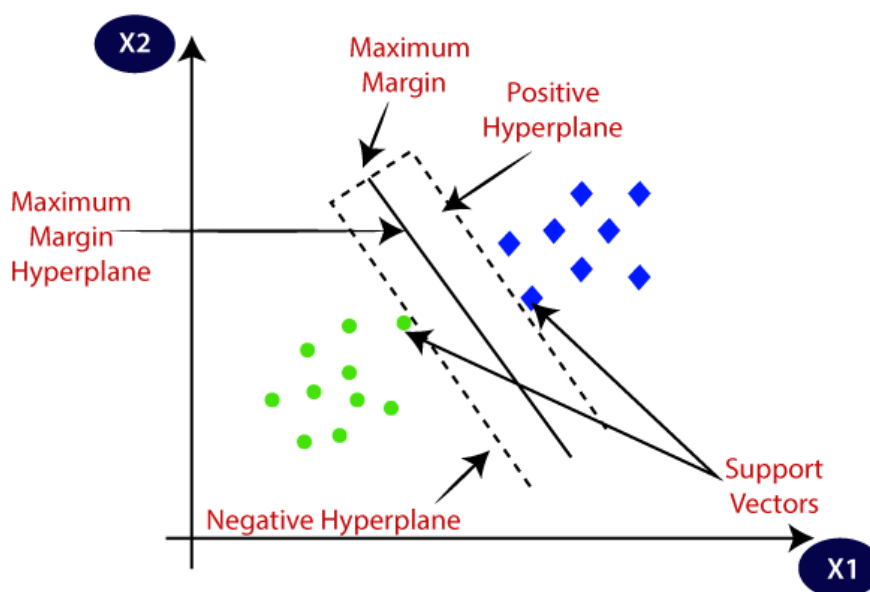 X2
Maximum
Margin
Positive
Hyperplane
Maximum
Margin
Hyperplane
Support
Vectors
Negative Hyperplane
X1